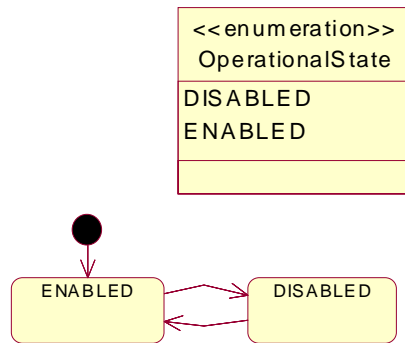 <<enumeration>>
OperationalState
DISABLED
ENABLED
ENABLED
DISABLED